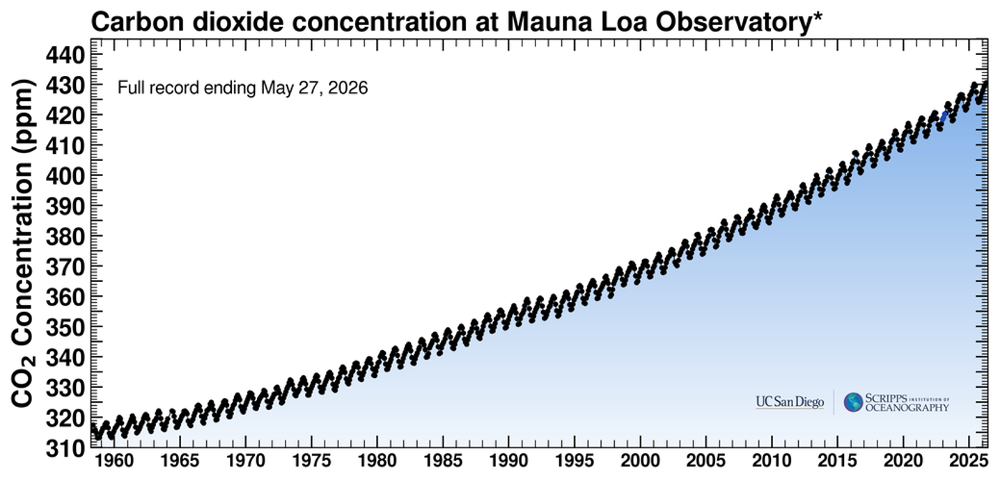 Carbon dioxide concentration at Mauna Loa Observatory*
Full record ending May 27, 2026
CO₂ Concentration (ppm)
440
430
420
410
400
390
380
370
360
350
340
330
320
310
1960 1965 1970 1975 1980 1985 1990 1995 2000 2005 2010 2015 2020 2025
UC San Diego
SCRIPPS INSTITUTION OF
OCEANOGRAPHY